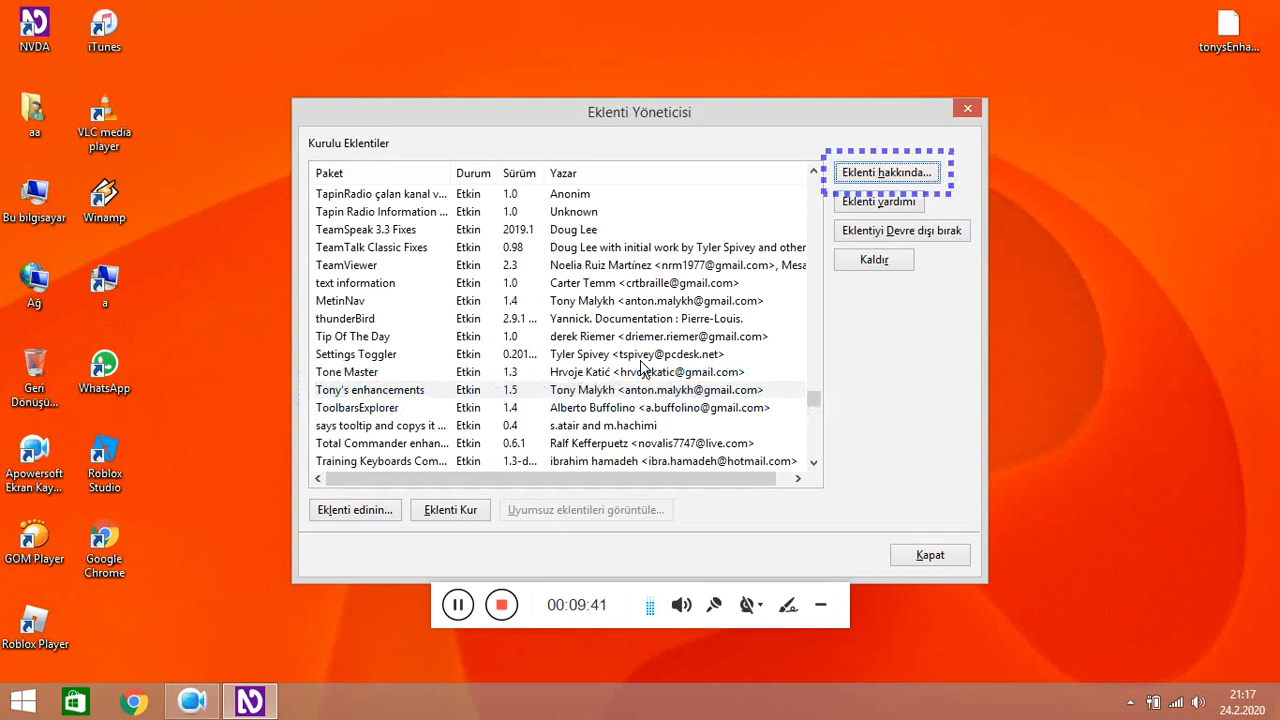 NVDA
iTunes
tonysEnha...
aa
VLC media
player
Bu bilgisayar
Winamp
Ağ
a
Geri
Dönüşü...
WhatsApp
Apowersoft
Ekran Kay...
Roblox
Studio
GOM Player
Google
Chrome
Roblox Player
Eklenti Yöneticisi
Kurulu Eklentiler
Paket Durum Sürüm Yazar
TapinRadio çalan kanal v... Etkin 1.0 Anonim
Tapin Radio Information ... Etkin 1.0 Unknown
TeamSpeak 3.3 Fixes Etkin 2019.1 Doug Lee
TeamTalk Classic Fixes Etkin 0.98 Doug Lee with initial work by Tyler Spivey and other
TeamViewer Etkin 2.3 Noelia Ruiz Martínez <nrm1977@gmail.com>, Mesa
text information Etkin 1.0 Carter Temm <crtbraille@gmail.com>
MetinNav Etkin 1.4 Tony Malykh <anton.malykh@gmail.com>
thunderBird Etkin 2.9.1 ... Yannick. Documentation : Pierre-Louis.
Tip Of The Day Etkin 1.0 derek Riemer <driemer.riemer@gmail.com>
Settings Toggler Etkin 0.201... Tyler Spivey <tspivey@pcdesk.net>
Tone Master Etkin 1.3 Hrvoje Katić <hrvojekatic@gmail.com>
Tony's enhancements Etkin 1.5 Tony Malykh <anton.malykh@gmail.com>
ToolbarsExplorer Etkin 1.4 Alberto Buffolino <a.buffolino@gmail.com>
says tooltip and copys it ... Etkin 0.4 s.atair and m.hachimi
Total Commander enhan... Etkin 0.6.1 Ralf Kefferpuetz <novalis7747@live.com>
Training Keyboards Com... Etkin 1.3-d... ibrahim hamadeh <ibra.hamadeh@hotmail.com>
Eklenti hakkında...
Eklenti yardımı
Eklentiyi Devre dışı bırak
Kaldır
Eklenti edinin... Eklenti Kur Uyumsuz eklentileri görüntüle...
Kapat
00:09:41
21:17
24.2.2020